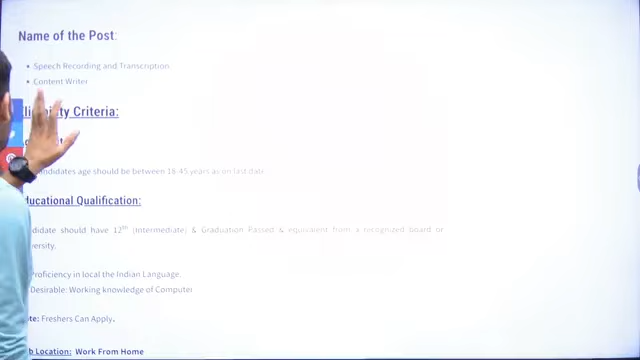 Name of the Post:
Speech Recording and Transcription.
Content Writer
Criteria:
candidates age should be between 18-45 years as on last date
Educational Qualification:
should have 12th (Intermediate) & Graduation Passed & equivalent from a recognized board or
Proficiency in local the Indian Language.
Desirable: Working knowledge of Computer
Freshers Can Apply.
Location: Work From Home